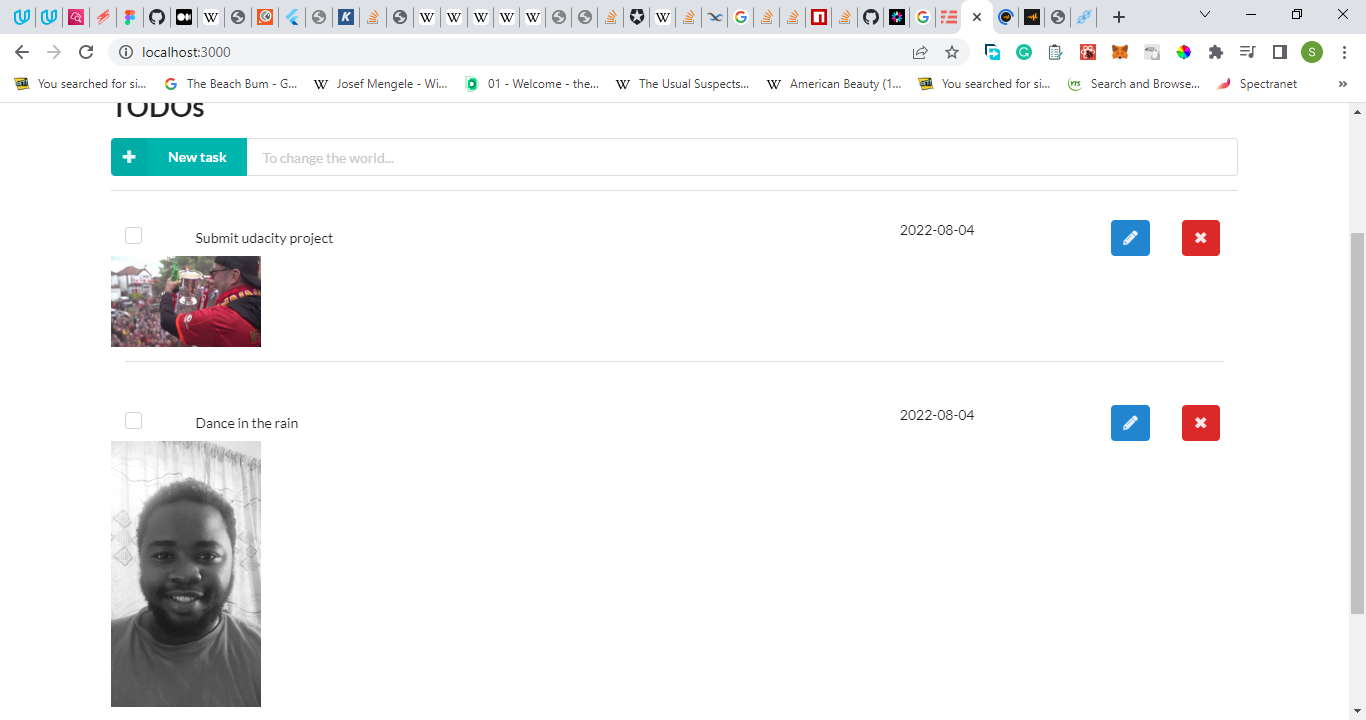 localhost:3000
S
You searched for si...
The Beach Bum - G...
Josef Mengele - Wi...
01 - Welcome - the...
The Usual Suspects...
American Beauty (1...
You searched for si...
Search and Browse...
Spectranet
»
TODOs
New task
To change the world...
Submit udacity project
2022-08-04
Dance in the rain
2022-08-04